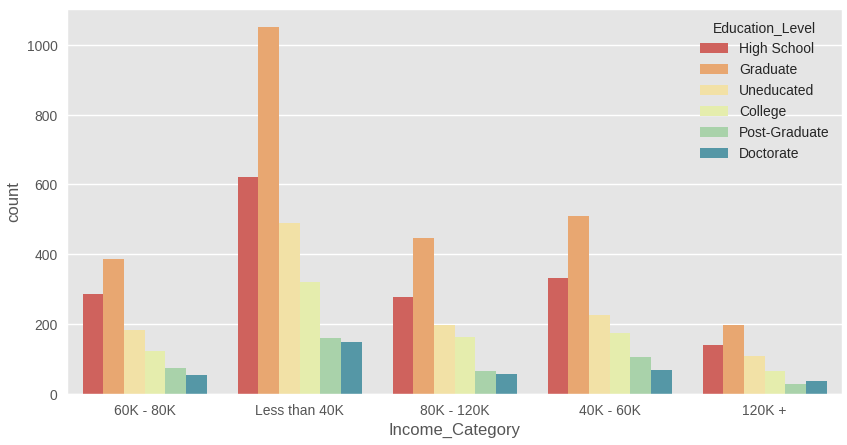 Education_Level
High School
Graduate
Uneducated
College
Post-Graduate
Doctorate
1000
800
600
400
200
0
count
60K - 80K
Less than 40K
80K - 120K
40K - 60K
120K +
Income_Category